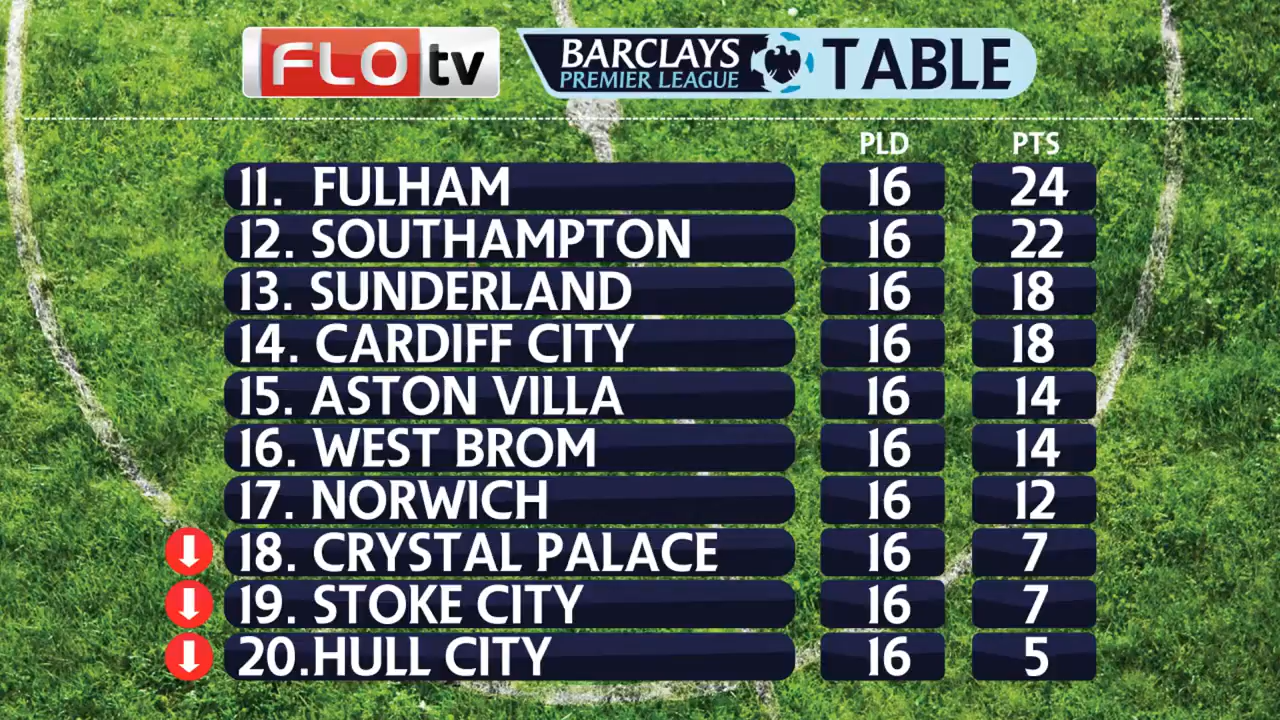 FLO tv BARCLAYS PREMIER LEAGUE TABLE
PLD PTS
11. FULHAM 16 24
12. SOUTHAMPTON 16 22
13. SUNDERLAND 16 18
14. CARDIFF CITY 16 18
15. ASTON VILLA 16 14
16. WEST BROM 16 14
17. NORWICH 16 12
18. CRYSTAL PALACE 16 7
19. STOKE CITY 16 7
20.HULL CITY 16 5